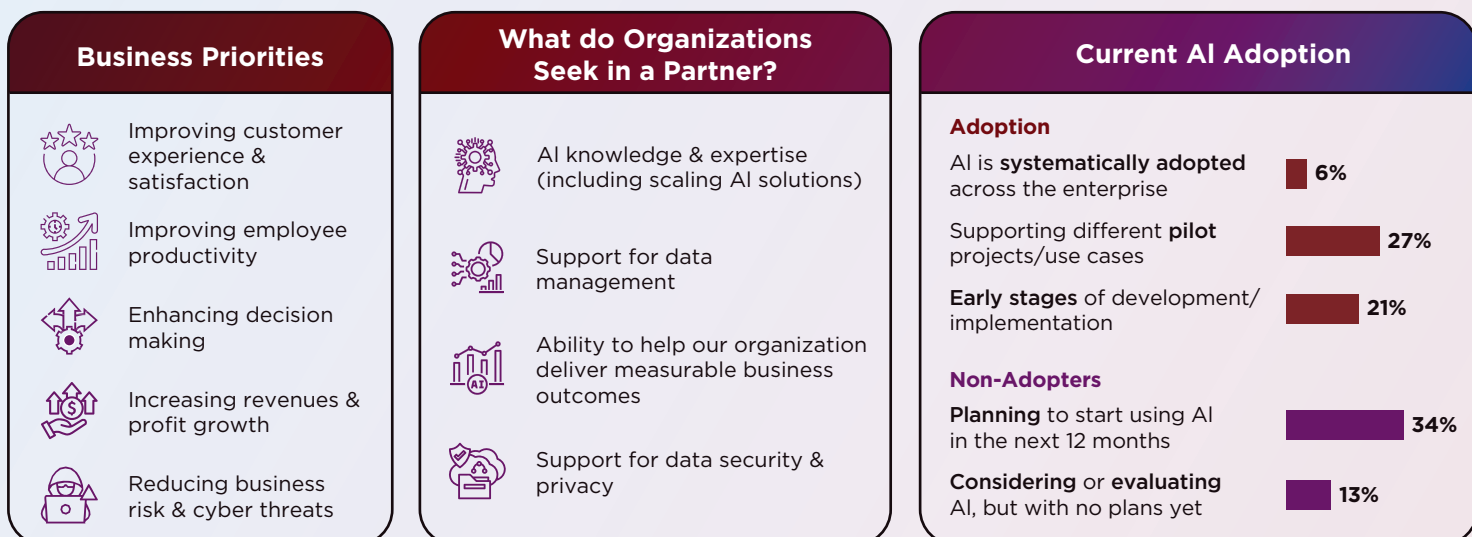 Business Priorities
Improving customer
experience &
satisfaction
Improving employee
productivity
Enhancing decision
making
Increasing revenues &
profit growth
Reducing business
risk & cyber threats
What do Organizations
Seek in a Partner?
AI knowledge & expertise
(including scaling AI solutions)
Support for data
management
AI
Ability to help our organization
deliver measurable business
outcomes
Support for data security &
privacy
Current AI Adoption
Adoption
AI is systematically adopted
across the enterprise
6%
Supporting different pilot
projects/use cases
27%
Early stages of development/
implementation
21%
Non-Adopters
Planning to start using AI
in the next 12 months
34%
Considering or evaluating
AI, but with no plans yet
13%